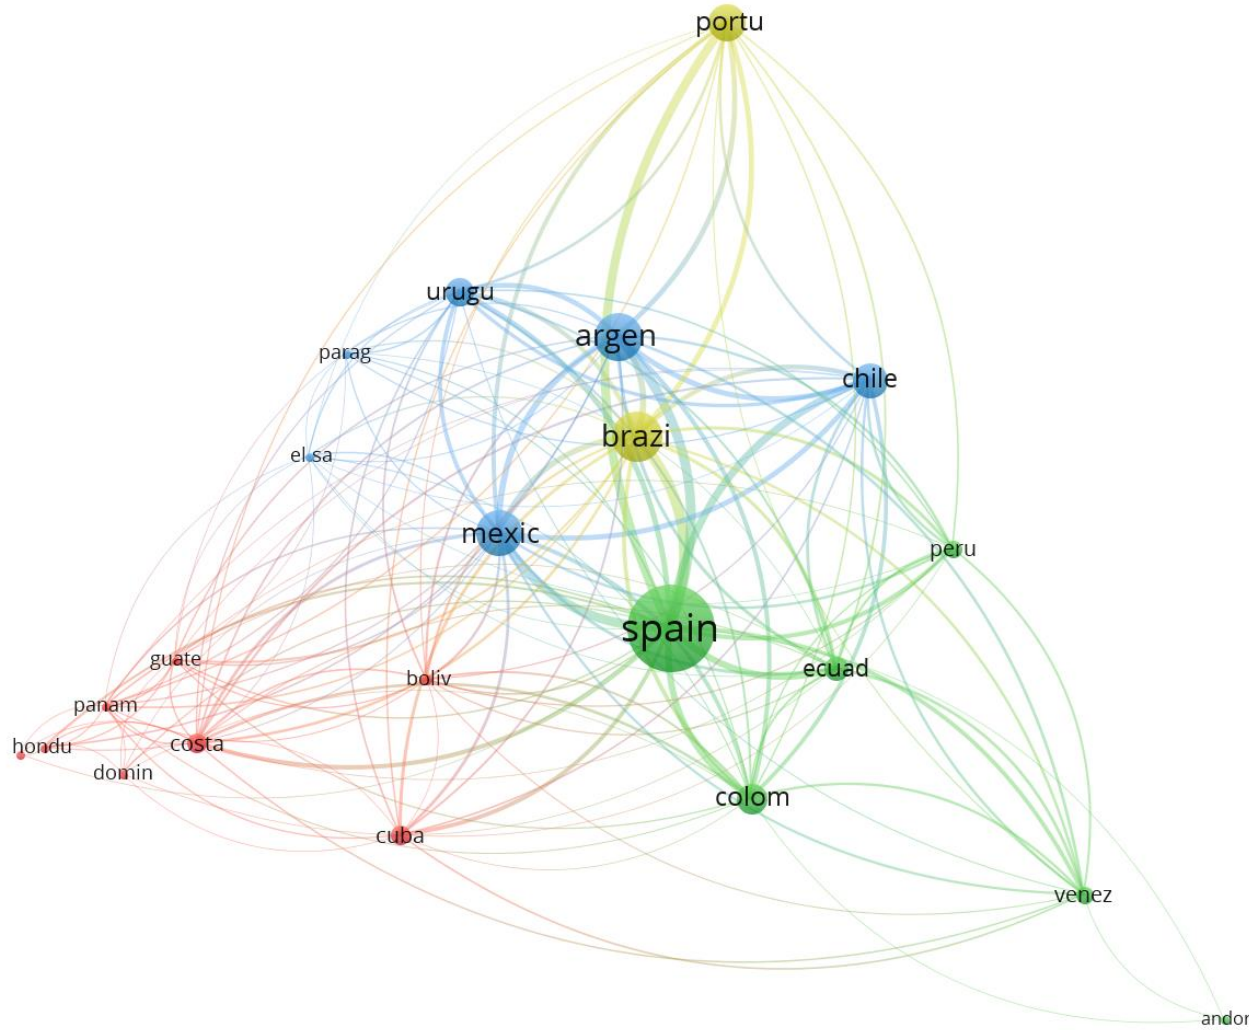 portu
urugu
argen
parag
chile
brazi
el sa
mexic
peru
spain
guate
ecuad
boliv
panam
costa
hondu
domin
colom
cuba
venez
andor